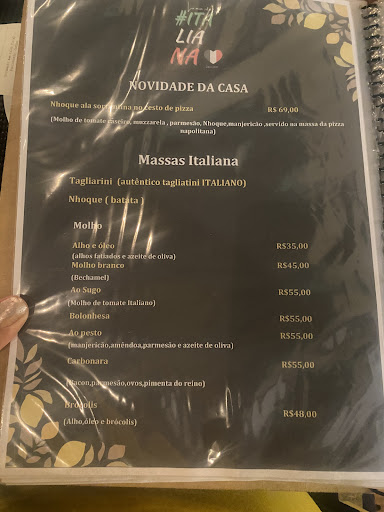 #ITA
LIA
NA
NOVIDADE DA CASA
Nhoque ala sorrentina no cesto de pizza R$ 69,00
(Molho de tomate caseiro, muzzarela , parmesão, Nhoque,manjericão ,servido na massa da pizza
napolitana)
Massas Italiana
Tagliarini (autêntico tagliatini ITALIANO)
Nhoque ( batata )
Molho
Alho e óleo R$35,00
(alhos fatiados e azeite de oliva)
Molho branco R$45,00
(Bechamel)
Ao Sugo R$55,00
(Molho de tomate Italiano)
Bolonhesa R$55,00
Ao pesto R$55,00
(manjericão,amêndoa,parmesão e azeite de oliva)
Carbonara R$55,00
(Bacon,parmesão,ovos,pimenta do reino)
Brócolis R$48,00
(Alho,óleo e brócolis)